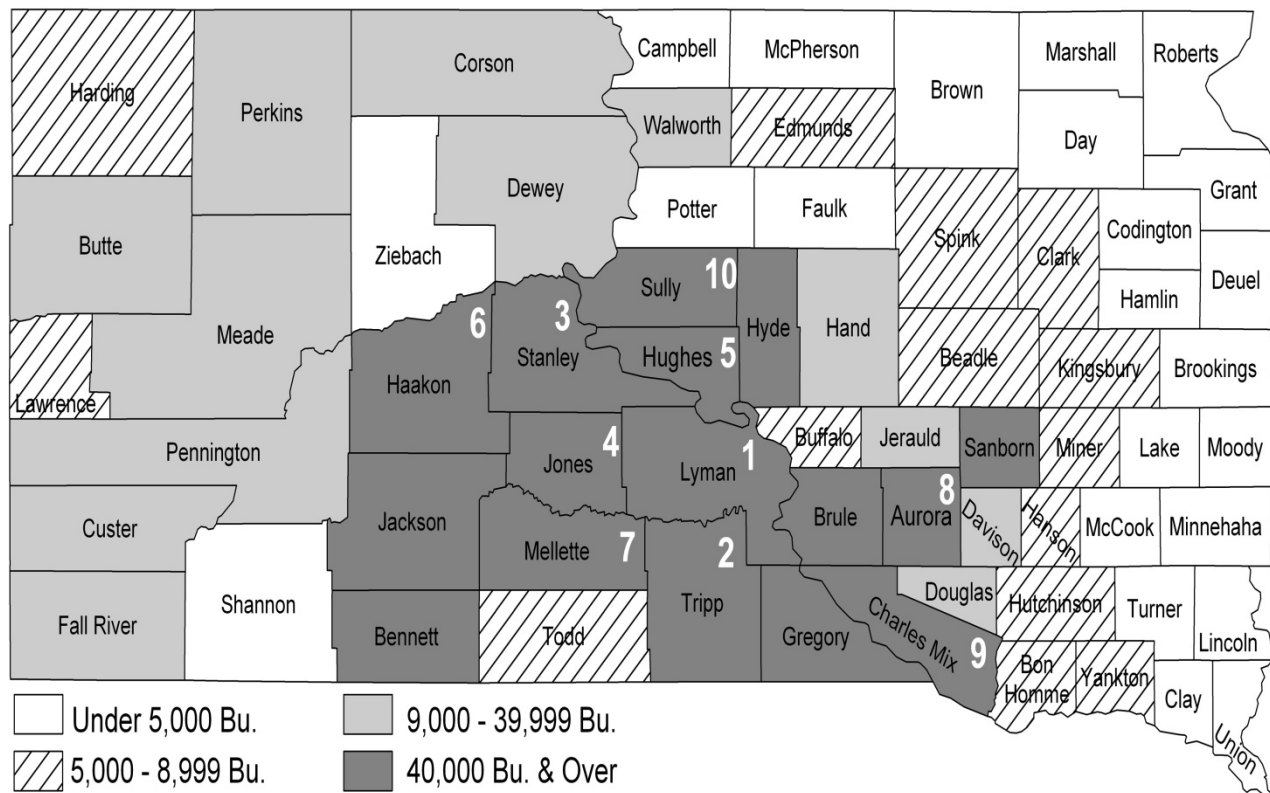 Harding
Perkins
Corson
Campbell
McPherson
Brown
Marshall
Roberts
Walworth
Edmunds
Day
Butte
Dewey
Ziebach
Potter
Faulk
Spink
Clark
Codington
Grant
Deuel
Hamlin
Meade
Sully
10
Hyde
Hand
6
3
Haakon
Stanley
Hughes
5
Beadle
Kingsbury
Brookings
Lawrence
Pennington
Jones
4
Lyman
1
Buffalo
Jerauld
Sanborn
Miner
Lake
Moody
Custer
Jackson
Mellette
7
2
Tripp
Brule
Aurora
8
Davison
Hanson
McCook
Minnehaha
Fall River
Shannon
Bennett
Todd
Gregory
Charles Mix
9
Douglas
Hutchinson
Turner
Lincoln
Bon
Homme
Yankton
Clay
Union
Under 5,000 Bu.
9,000 - 39,999 Bu.
5,000 - 8,999 Bu.
40,000 Bu. & Over